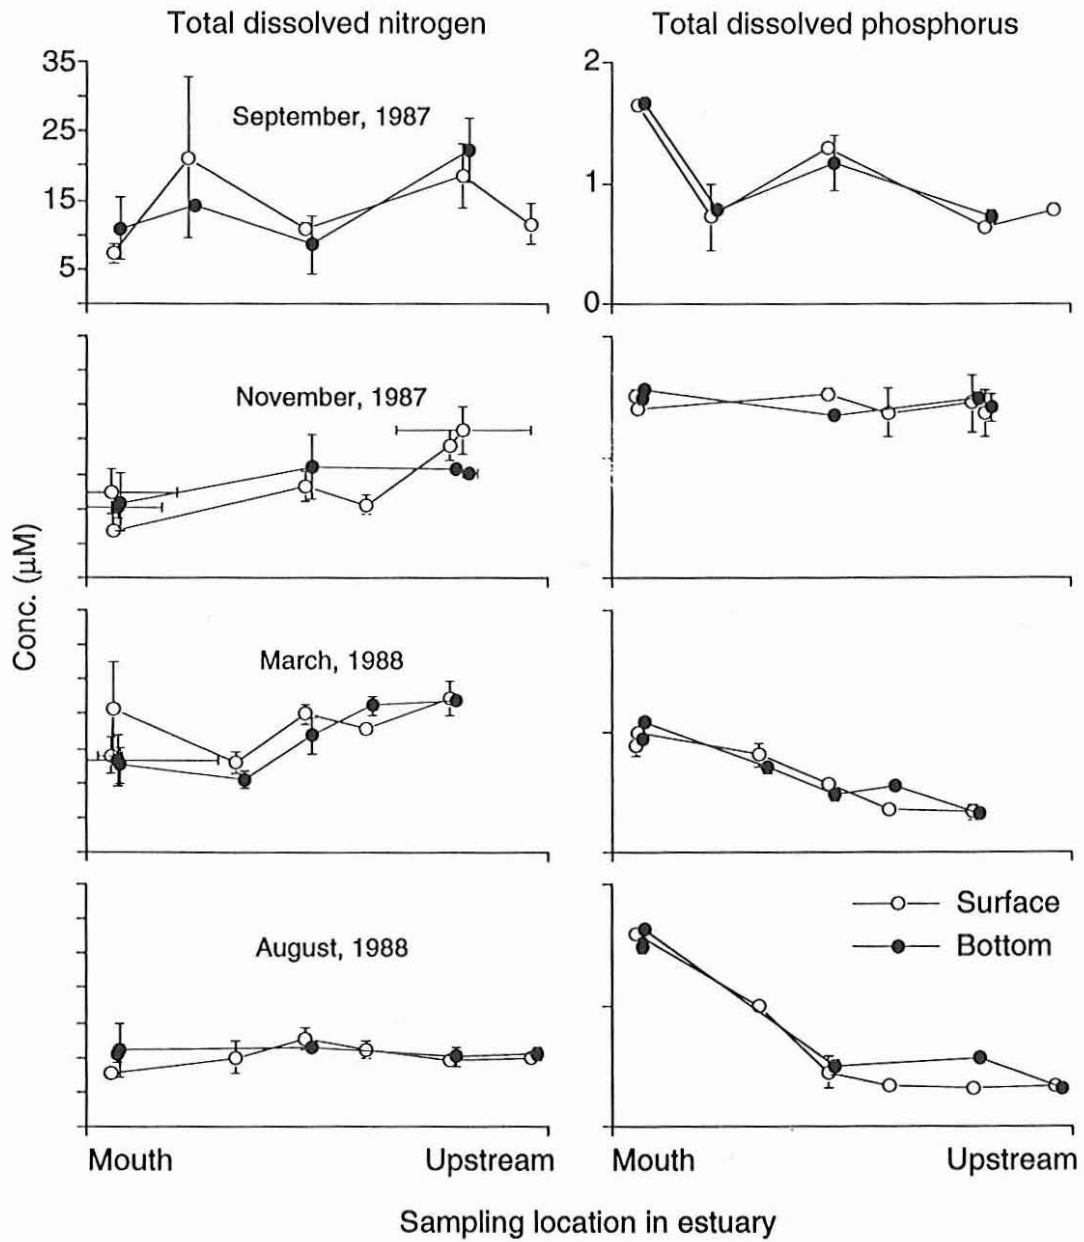 Total dissolved nitrogen
Total dissolved phosphorus
35
25
15
5
September, 1987
2
1
0
November, 1987
Conc. (µM)
March, 1988
August, 1988
Surface
Bottom
Mouth
Upstream
Mouth
Upstream
Sampling location in estuary